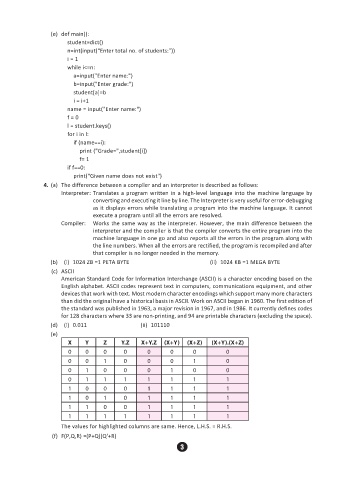 (e) def main():
student=dict()
n=int(input("Enter total no. of students:"))
i = 1
while i<=n:
a=input("Enter name:")
b=input("Enter grade:")
student[a]=b
i = i+1
name = input("Enter name:")
f = 0
l = student.keys()
for i in l:
if (name==i):
print ("Grade=",student[i])
f= 1
if f==0:
print("Given name does not exist")
4. (a) The difference between a compiler and an interpreter is described as follows:
Interpreter: Translates a program written in a high-level language into the machine language by
converting and executing it line by line. The Interpreter is very useful for error-debugging
as it displays errors while translating a program into the machine language. It cannot
execute a program until all the errors are resolved.
Compiler: Works the same way as the interpreter. However, the main difference between the
interpreter and the compiler is that the compiler converts the entire program into the
machine language in one go and also reports all the errors in the program along with
the line numbers. When all the errors are rectified, the program is recompiled and after
that compiler is no longer needed in the memory.
(b) (i) 1024 ZB =1 PETA BYTE (ii) 1024 KB =1 MEGA BYTE
(c) ASCII
American Standard Code for Information Interchange (ASCII) is a character encoding based on the
English alphabet. ASCII codes represent text in computers, communications equipment, and other
devices that work with text. Most modern character encodings which support many more characters
than did the original have a historical basis in ASCII. Work on ASCII began in 1960. The first edition of
the standard was published in 1963, a major revision in 1967, and in 1986. It currently defines codes
for 128 characters where 33 are non-printing, and 94 are printable characters (excluding the space).
(d) (i) 0.011 (ii) 101110
(e)
X Y Z Y.Z X+Y.Z (X+Y) (X+Z) (X+Y).(X+Z)
0 0 0 0 0 0 0 0
0 0 1 0 0 0 1 0
0 1 0 0 0 1 0 0
0 1 1 1 1 1 1 1
1 0 0 0 1 1 1 1
1 0 1 0 1 1 1 1
1 1 0 0 1 1 1 1
1 1 1 1 1 1 1 1
The values for highlighted columns are same. Hence, L.H.S. = R.H.S.
(f) F(P,Q,R) =(P+Q)(Q'+R)
3